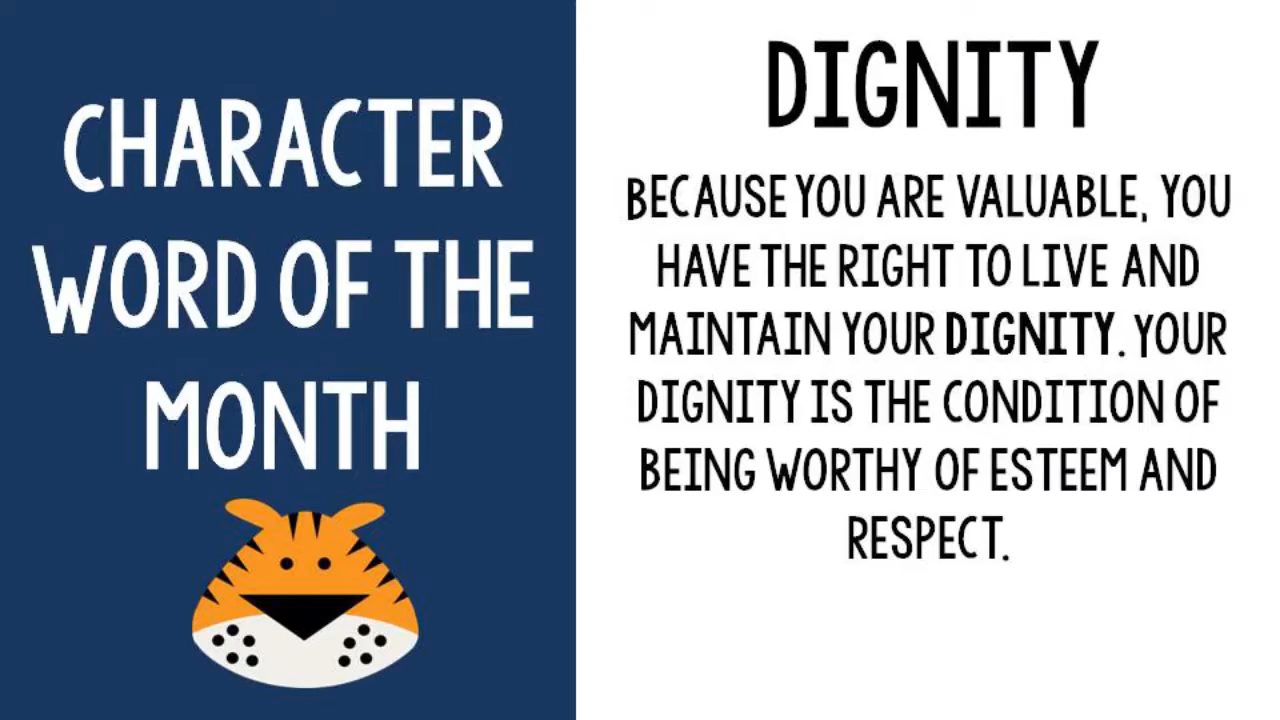 CHARACTER
WORD OF THE
MONTH
DIGNITY
BECAUSE YOU ARE VALUABLE, YOU
HAVE THE RIGHT TO LIVE AND
MAINTAIN YOUR DIGNITY. YOUR
DIGNITY IS THE CONDITION OF
BEING WORTHY OF ESTEEM AND
RESPECT.